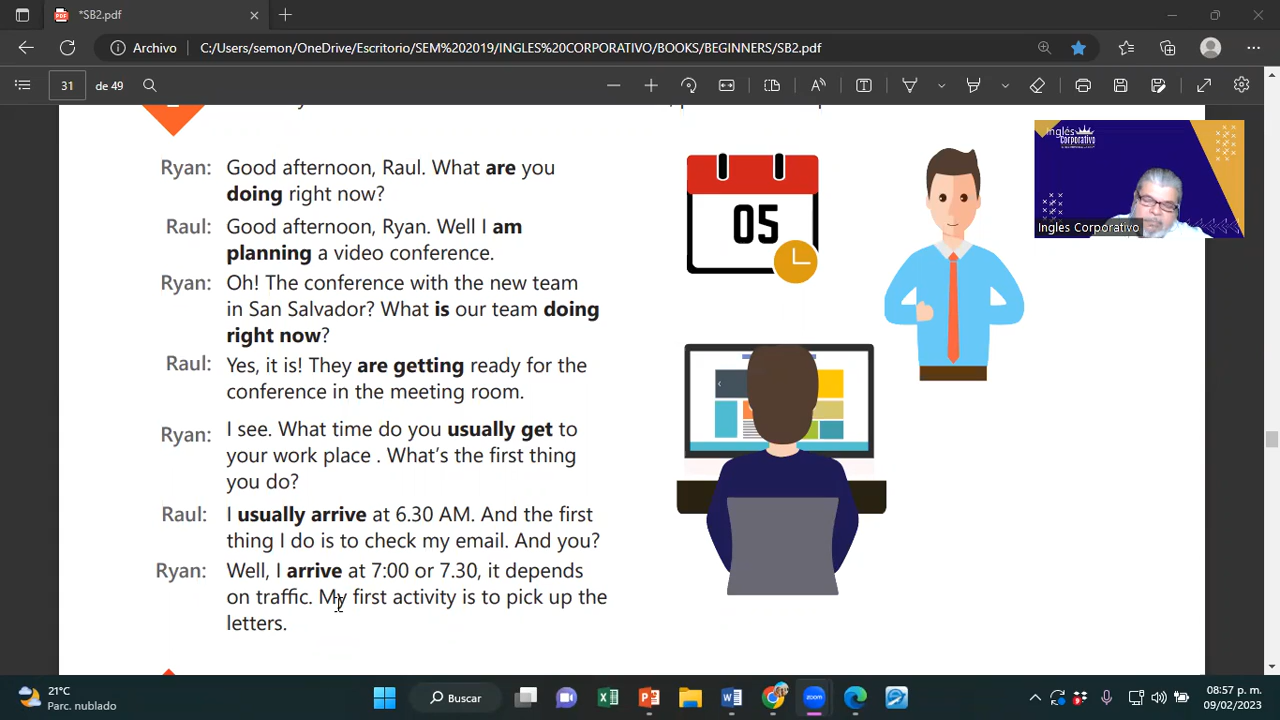 *SB2.pdf
Archivo
C:/Users/semon/OneDrive/Escritorio/SEM%202019/INGLES%20CORPORATIVO/BOOKS/BEGINNERS/SB2.pdf
31 de 49
Ryan: Good afternoon, Raul. What are you
doing right now?
Raul: Good afternoon, Ryan. Well I am
planning a video conference.
Ryan: Oh! The conference with the new team
in San Salvador? What is our team doing
right now?
Raul: Yes, it is! They are getting ready for the
conference in the meeting room.
Ryan: I see. What time do you usually get to
your work place . What's the first thing
you do?
Raul: I usually arrive at 6.30 AM. And the first
thing I do is to check my email. And you?
Ryan: Well, I arrive at 7:00 or 7.30, it depends
on traffic. My first activity is to pick up the
letters.
05
Inglés
Corporativo
Ingles Corporativo
21°C
Parc. nublado
Buscar
08:57 p. m.
09/02/2023